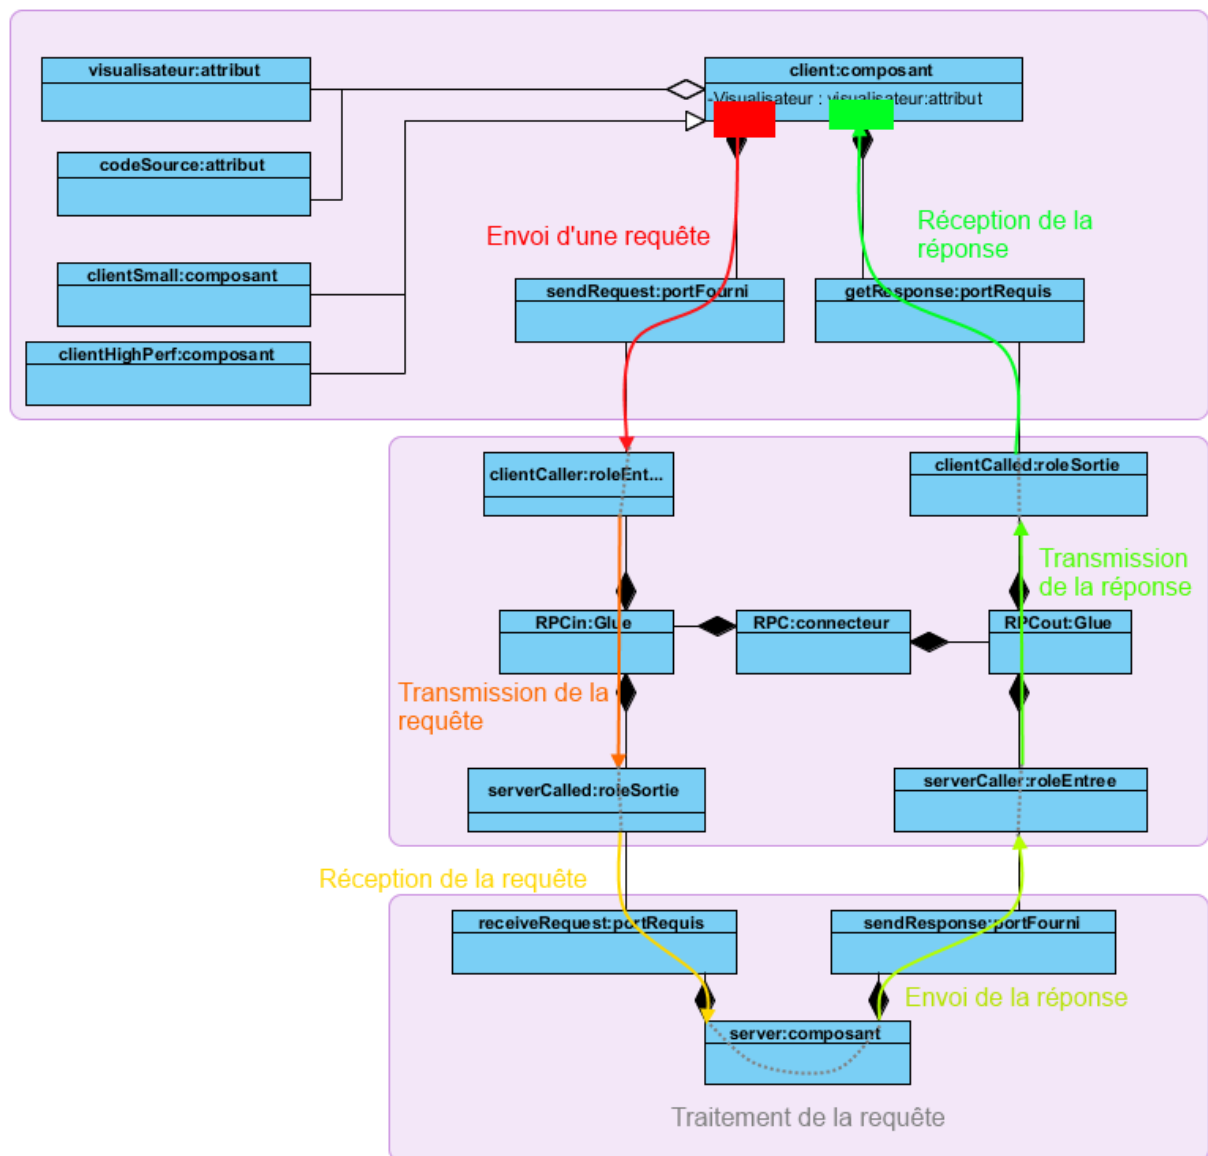 visualisateur:attribut
client:composant
-Visualisateur : visualisateur:attribut
codeSource:attribut
Envoi d'une requête
Réception de la
réponse
clientSmall:composant
sendRequest:portFourni
getResponse:portRequis
clientHighPerf:composant
clientCaller:roleEnt...
clientCalled:roleSortie
Transmission
de la réponse
RPCin:Glue
RPC:connecteur
RPCout:Glue
Transmission de la
requête
serverCalled:roleSortie
serverCaller:roleEntree
Réception de la requête
receiveRequest:portRequis
sendResponse:portFourni
Envoi de la réponse
server:composant
Traitement de la requête